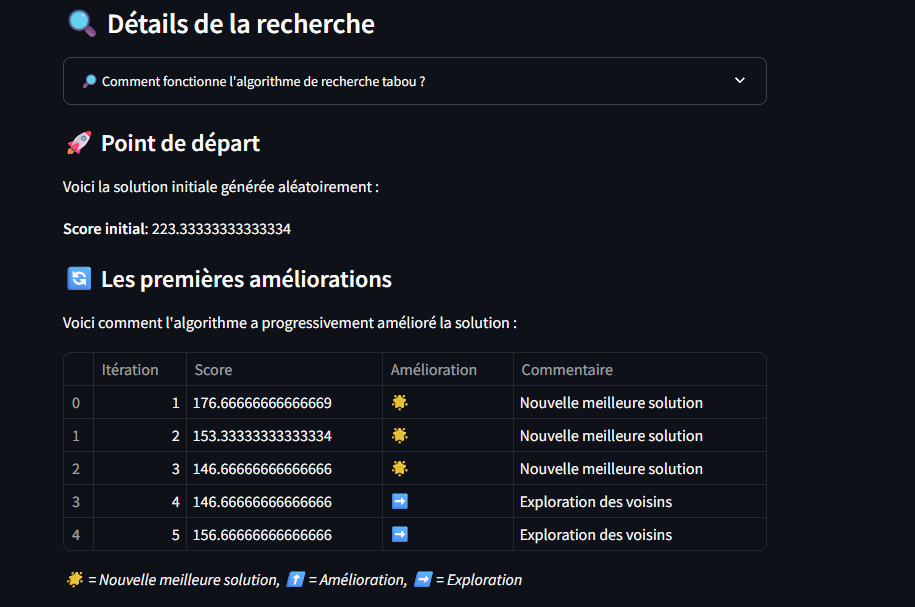 🔍 Détails de la recherche
🔎 Comment fonctionne l'algorithme de recherche tabou ?
🚀 Point de départ
Voici la solution initiale générée aléatoirement :
Score initial: 223.33333333333334
🔄 Les premières améliorations
Voici comment l'algorithme a progressivement amélioré la solution :
Itération Score Amélioration Commentaire
0 1 176.66666666666669 🌟 Nouvelle meilleure solution
1 2 153.33333333333334 🌟 Nouvelle meilleure solution
2 3 146.66666666666666 🌟 Nouvelle meilleure solution
3 4 146.66666666666666 ➡️ Exploration des voisins
4 5 156.66666666666666 ➡️ Exploration des voisins
🌟 = Nouvelle meilleure solution, ⬆️ = Amélioration, ➡️ = Exploration